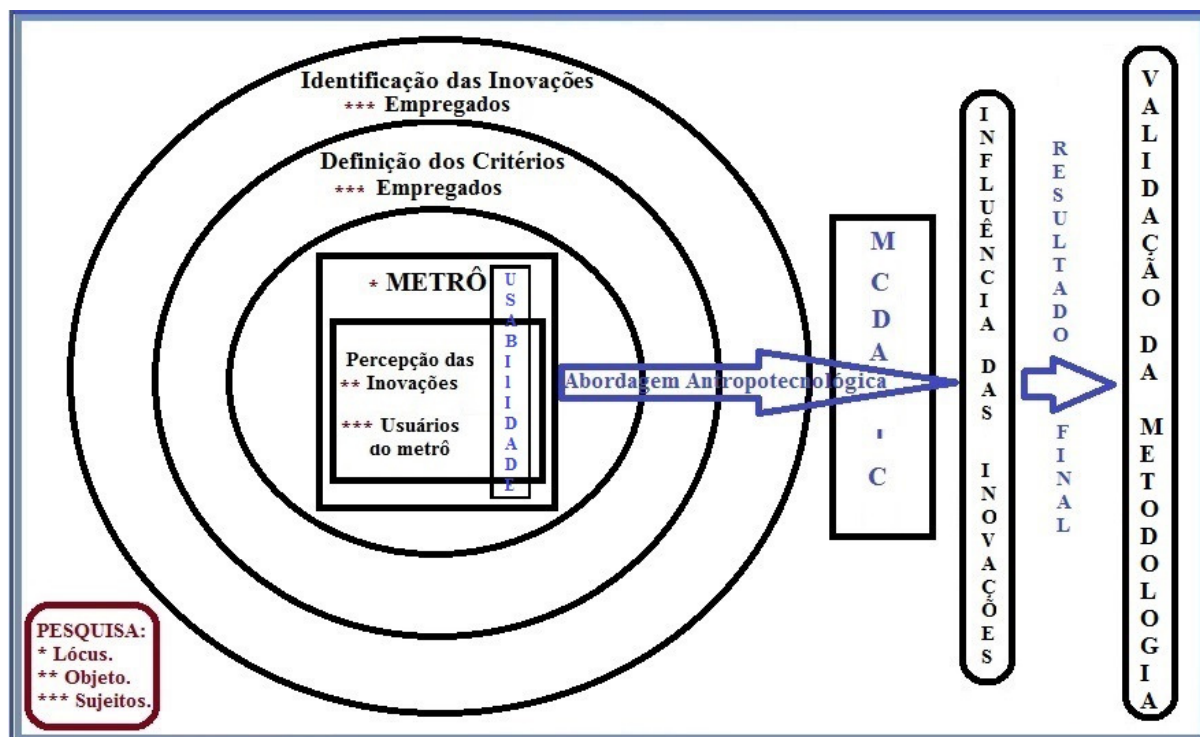 Identificação das Inovações
*** Empregados
Definição dos Critérios
*** Empregados
* METRÔ
USABIlIDADE
Percepção das
** Inovações
*** Usuários
do metrô
Abordagem Antropotecnológica
MCDA - C
INFLUÊNCIA DAS INOVAÇÕES
RESULTADO FINAL
VALIDAÇÃO DA METODOLOGIA
PESQUISA:
* Lócus.
** Objeto.
*** Sujeitos.